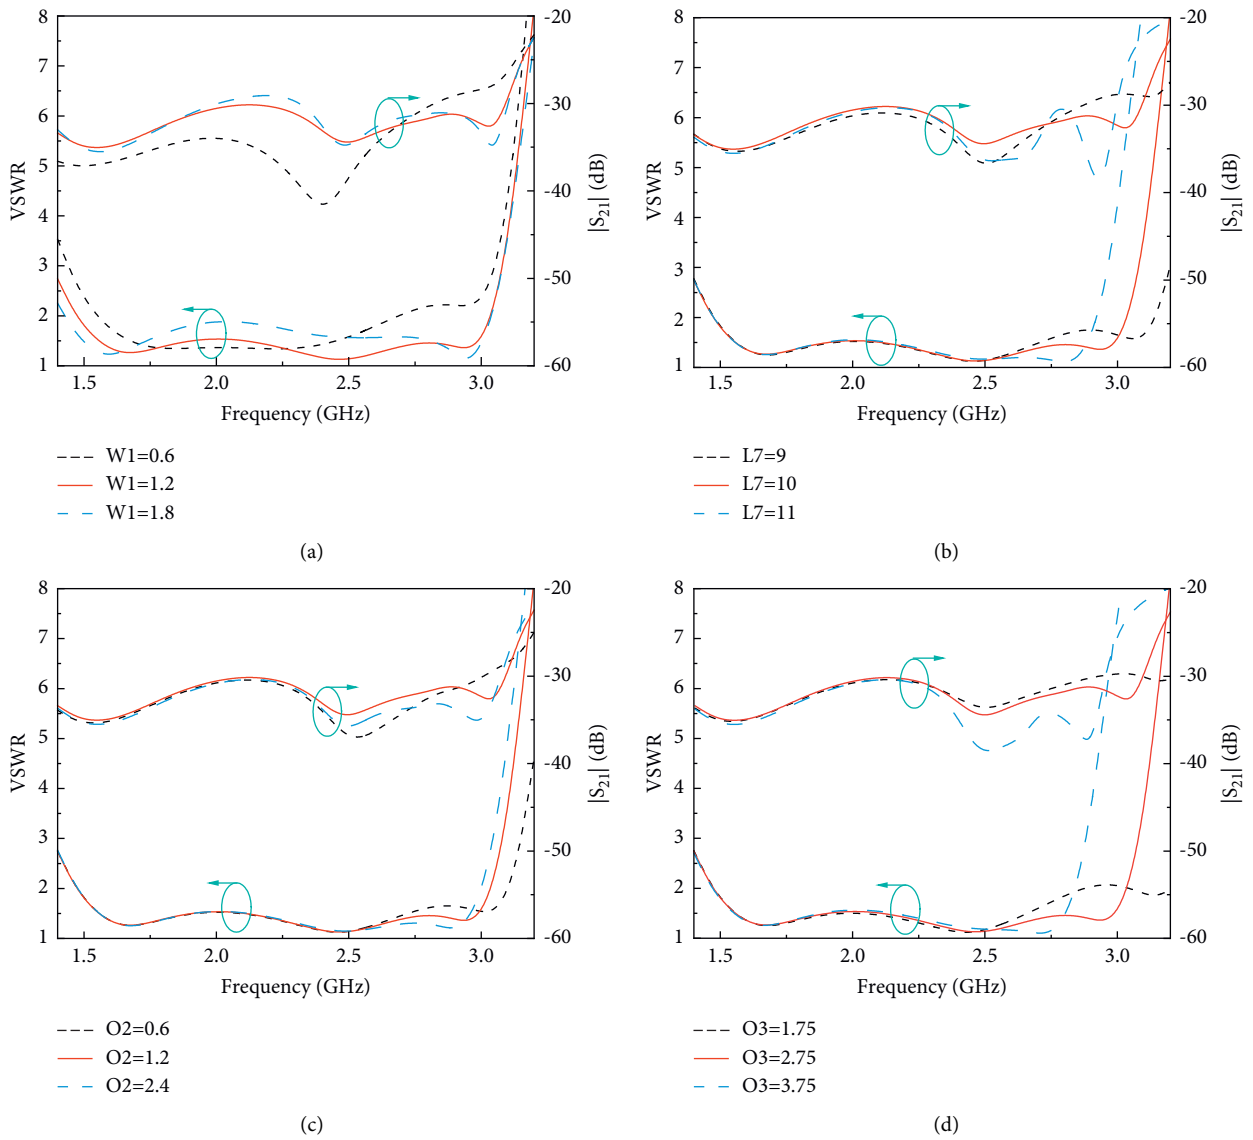 8
7
6
5
4
3
2
1
VSWR
-20
-30
-40
-50
-60
|S21| (dB)
1.5 2.0 2.5 3.0
Frequency (GHz)
W1=0.6
W1=1.2
W1=1.8
(a)
8
7
6
5
4
3
2
1
VSWR
-20
-30
-40
-50
-60
|S21| (dB)
1.5 2.0 2.5 3.0
Frequency (GHz)
L7=9
L7=10
L7=11
(b)
8
7
6
5
4
3
2
1
VSWR
-20
-30
-40
-50
-60
|S21| (dB)
1.5 2.0 2.5 3.0
Frequency (GHz)
O2=0.6
O2=1.2
O2=2.4
(c)
8
7
6
5
4
3
2
1
VSWR
-20
-30
-40
-50
-60
|S21| (dB)
1.5 2.0 2.5 3.0
Frequency (GHz)
O3=1.75
O3=2.75
O3=3.75
(d)